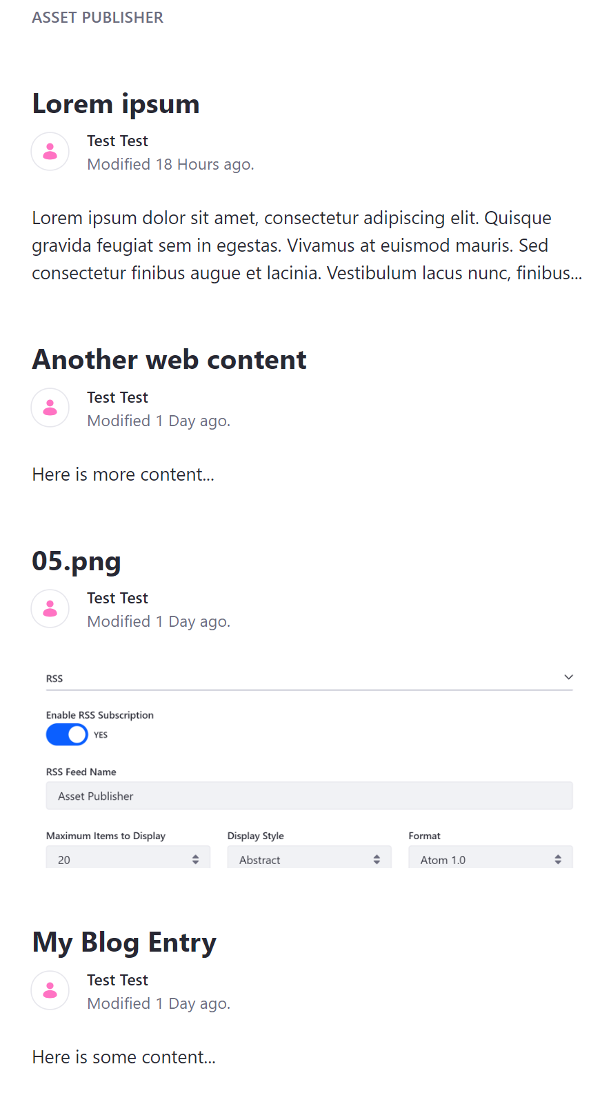 ASSET PUBLISHER
Lorem ipsum
Test Test
Modified 18 Hours ago.
Lorem ipsum dolor sit amet, consectetur adipiscing elit. Quisque
gravida feugiat sem in egestas. Vivamus at euismod mauris. Sed
consectetur finibus augue et lacinia. Vestibulum lacus nunc, finibus...
Another web content
Test Test
Modified 1 Day ago.
Here is more content...
05.png
Test Test
Modified 1 Day ago.
RSS
Enable RSS Subscription
YES
RSS Feed Name
Asset Publisher
Maximum Items to Display Display Style Format
20 Abstract Atom 1.0
My Blog Entry
Test Test
Modified 1 Day ago.
Here is some content...